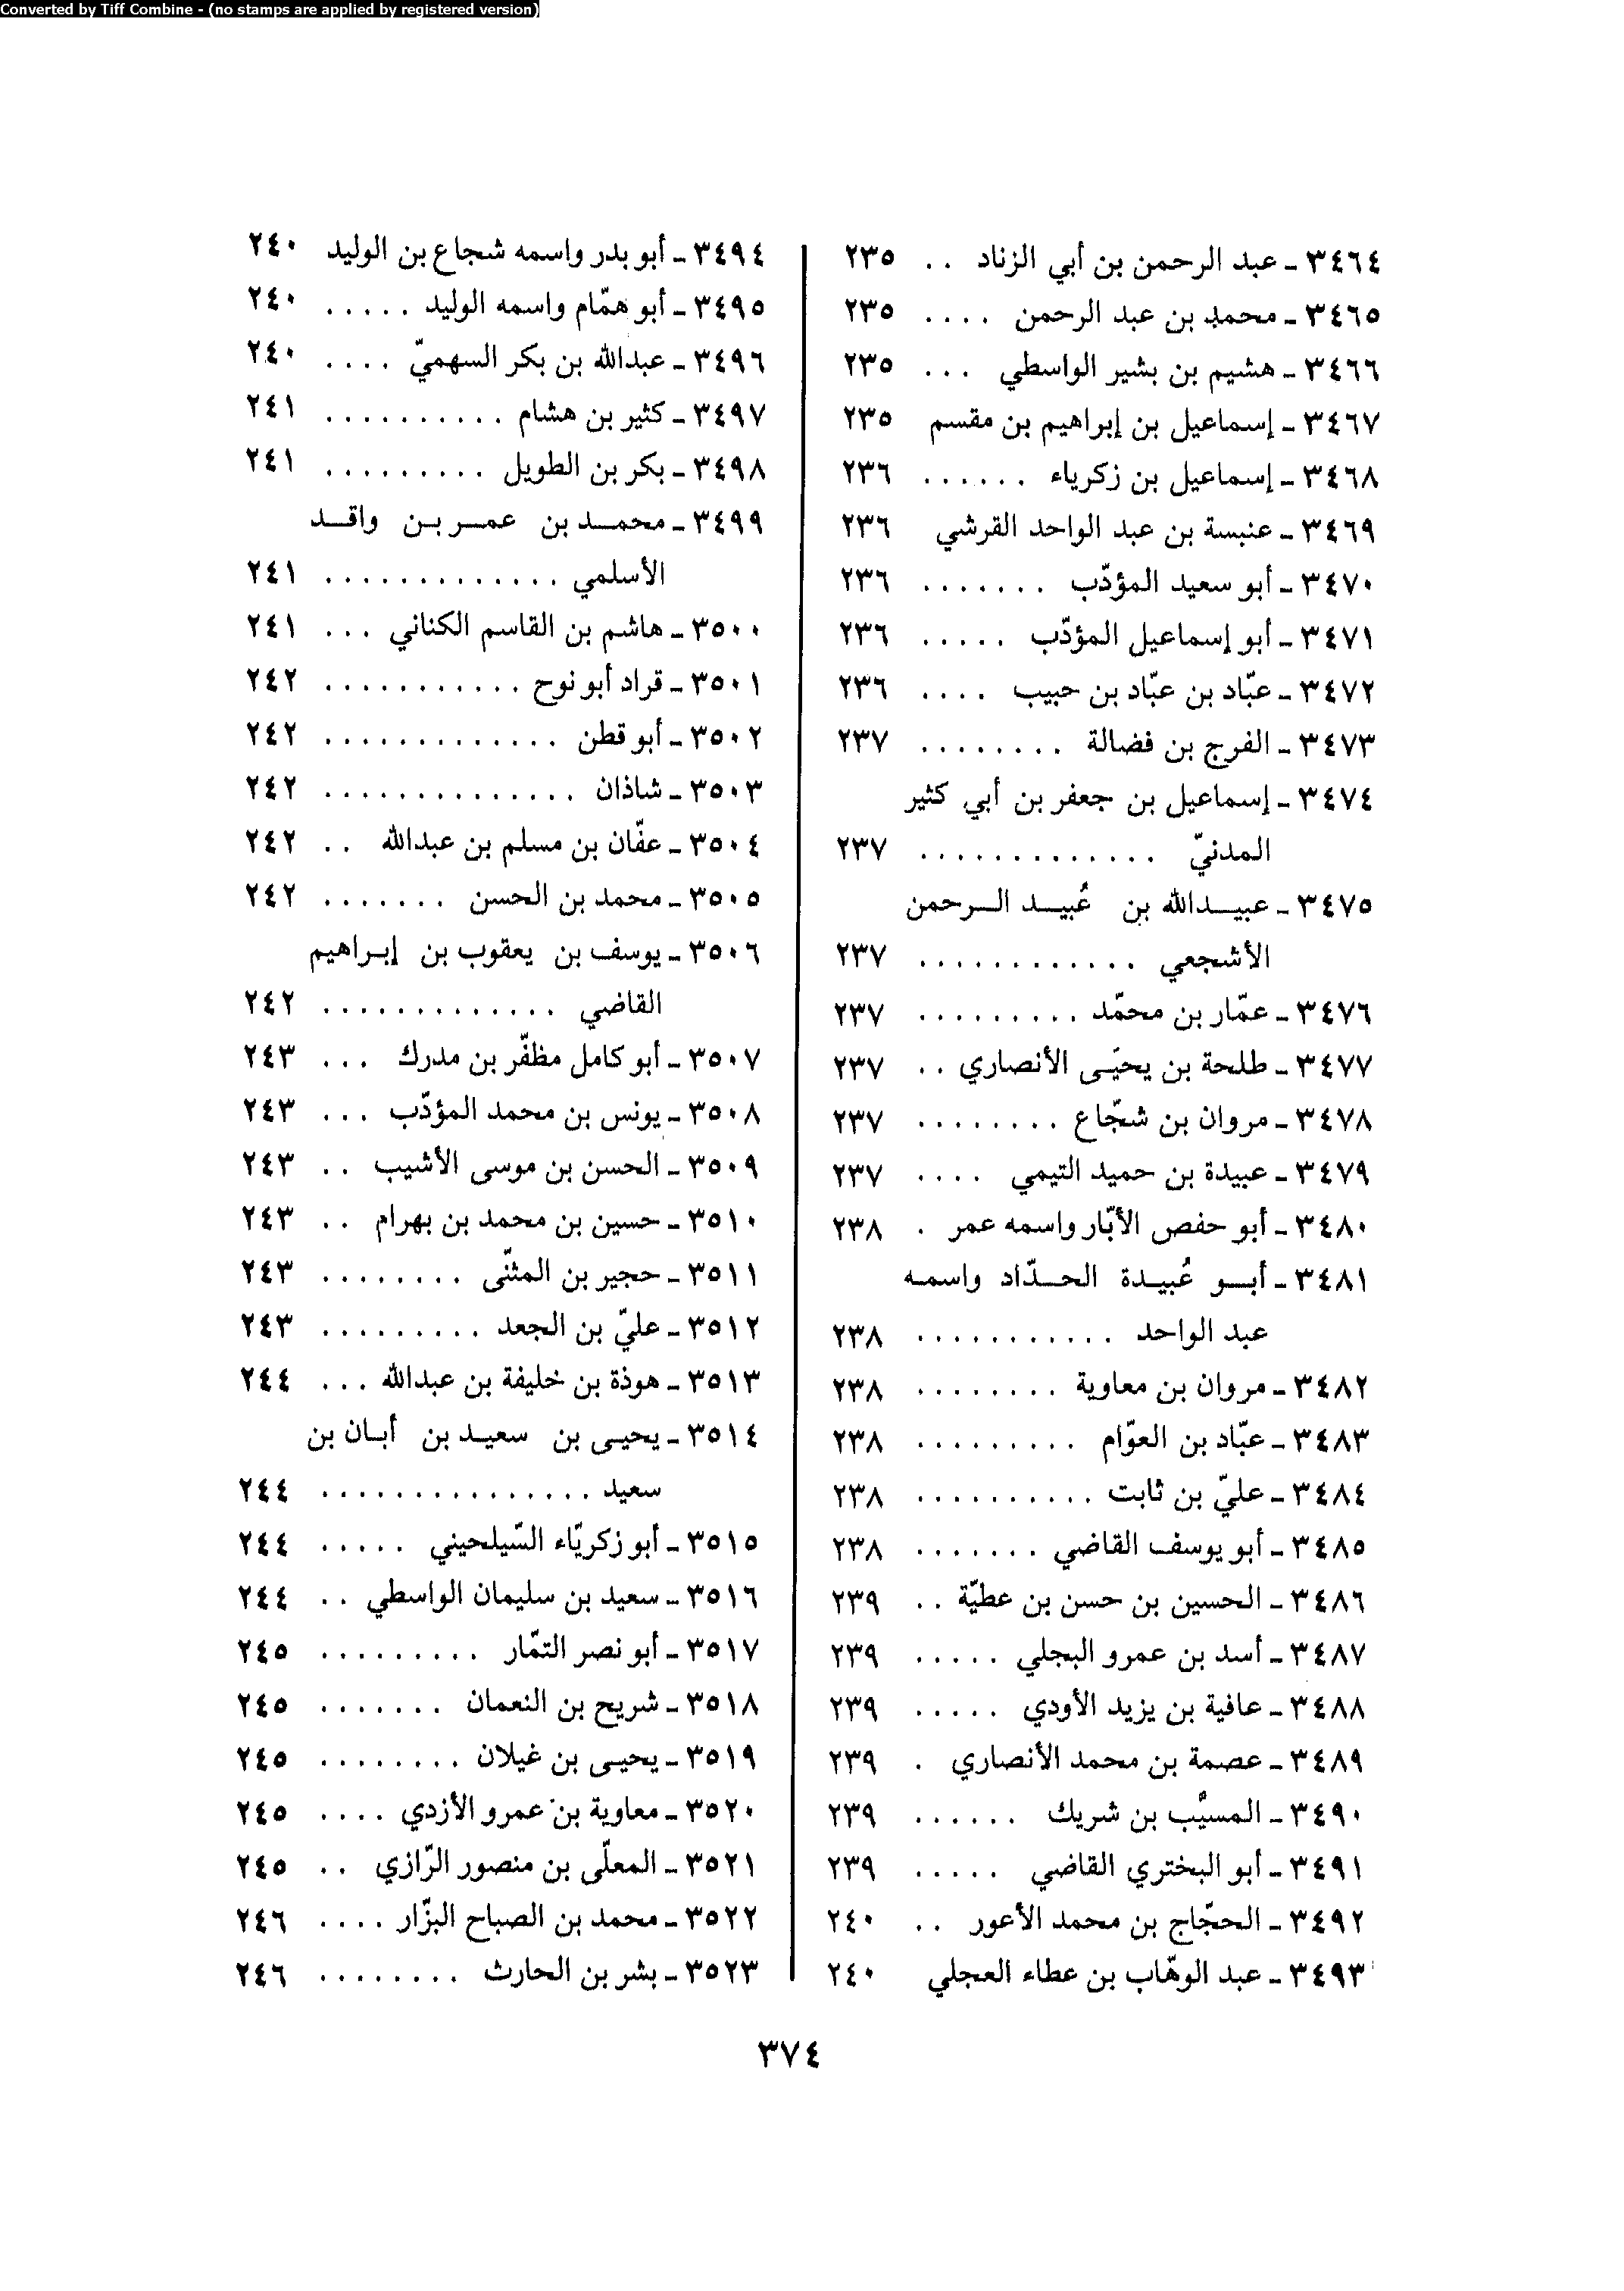 Converted by Tiff Combine - (no stamps are applied by registered version)
٣٤٦٤ - عبد الرحمن بن أبي الزناد .. ٢٣٥
٣٤٦٥ - محمد بن عبد الرحمن .... ٢٣٥
٣٤٦٦ - هشيم بن بشير الواسطي ... ٢٣٥
٣٤٦٧ - إسماعيل بن إبراهيم بن مقسم ٢٣٥
٣٤٦٨ - إسماعيل بن زكرياء ...... ٢٣٦
٣٤٦٩ - عنبسة بن عبد الواحد القرشي ٢٣٦
٣٤٧٠ - أبو سعيد المؤدّب ....... ٢٣٦
٣٤٧١ - أبو إسماعيل المؤدّب ..... ٢٣٦
٣٤٧٢ - عبّاد بن عبّاد بن حبيب .... ٢٣٦
٣٤٧٣ - الفرج بن فضالة ........ ٢٣٧
٣٤٧٤ - إسماعيل بن جعفر بن أبي كثير
المدنيّ ............. ٢٣٧
٣٤٧٥ - عبيدالله بن عُبيد الرحمن
الأشجعي ............ ٢٣٧
٣٤٧٦ - عمّار بن محمّد ......... ٢٣٧
٣٤٧٧ - طلحة بن يحيَى الأنصاري .. ٢٣٧
٣٤٧٨ - مروان بن شجّاع ........ ٢٣٧
٣٤٧٩ - عبيدة بن حميد التيمي .... ٢٣٧
٣٤٨٠ - أبو حفص الأبّار واسمه عمر . ٢٣٨
٣٤٨١ - أبو عُبيدة الحدّاد واسمه
عبد الواحد ........... ٢٣٨
٣٤٨٢ - مروان بن معاوية ........ ٢٣٨
٣٤٨٣ - عبّاد بن العوّام ......... ٢٣٨
٣٤٨٤ - عليّ بن ثابت .......... ٢٣٨
٣٤٨٥ - أبو يوسف القاضي ....... ٢٣٨
٣٤٨٦ - الحسين بن حسن بن عطيّة .. ٢٣٩
٣٤٨٧ - أسد بن عمرو البجلي ..... ٢٣٩
٣٤٨٨ - عافية بن يزيد الأودي ..... ٢٣٩
٣٤٨٩ - عصمة بن محمد الأنصاري . ٢٣٩
٣٤٩٠ - المسيَّب بن شريك ...... ٢٣٩
٣٤٩١ - أبو البختري القاضي ..... ٢٣٩
٣٤٩٢ - الحجّاج بن محمد الأعور .. ٢٤٠
٣٤٩٣ - عبد الوهّاب بن عطاء العجلي ٢٤٠
٣٤٩٤ - أبو بدر واسمه شجاع بن الوليد ٢٤٠
٣٤٩٥ - أبو همّام واسمه الوليد ..... ٢٤٠
٣٤٩٦ - عبدالله بن بكر السهميّ .... ٢٤٠
٣٤٩٧ - كثير بن هشام .......... ٢٤١
٣٤٩٨ - بكر بن الطويل ......... ٢٤١
٣٤٩٩ - محمد بن عمر بن واقد
الأسلمي ............. ٢٤١
٣٥٠٠ - هاشم بن القاسم الكناني ... ٢٤١
٣٥٠١ - قراد أبو نوح ........... ٢٤٢
٣٥٠٢ - أبو قطن ............. ٢٤٢
٣٥٠٣ - شاذان .............. ٢٤٢
٣٥٠٤ - عفّان بن مسلم بن عبدالله .. ٢٤٢
٣٥٠٥ - محمد بن الحسن ....... ٢٤٢
٣٥٠٦ - يوسف بن يعقوب بن إبراهيم
القاضي ............. ٢٤٢
٣٥٠٧ - أبو كامل مظفّر بن مدرك ... ٢٤٣
٣٥٠٨ - يونس بن محمد المؤدّب ... ٢٤٣
٣٥٠٩ - الحسن بن موسى الأشيب .. ٢٤٣
٣٥١٠ - حسين بن محمد بن بهرام .. ٢٤٣
٣٥١١ - حجير بن المثنّى ........ ٢٤٣
٣٥١٢ - عليّ بن الجعد ......... ٢٤٣
٣٥١٣ - هوذة بن خليفة بن عبدالله ... ٢٤٤
٣٥١٤ - يحيى بن سعيد بن أبان بن
سعيد ............... ٢٤٤
٣٥١٥ - أبو زكريّاء السّيلحيني ..... ٢٤٤
٣٥١٦ - سعيد بن سليمان الواسطي .. ٢٤٤
٣٥١٧ - أبو نصر التمّار ......... ٢٤٥
٣٥١٨ - شريح بن النعمان ....... ٢٤٥
٣٥١٩ - يحيى بن غيلان ........ ٢٤٥
٣٥٢٠ - معاوية بن عمرو الأزدي .... ٢٤٥
٣٥٢١ - المعلّى بن منصور الرّازي .. ٢٤٥
٣٥٢٢ - محمد بن الصباح البزّار .... ٢٤٦
٣٥٢٣ - بشر بن الحارث ........ ٢٤٦
٣٧٤